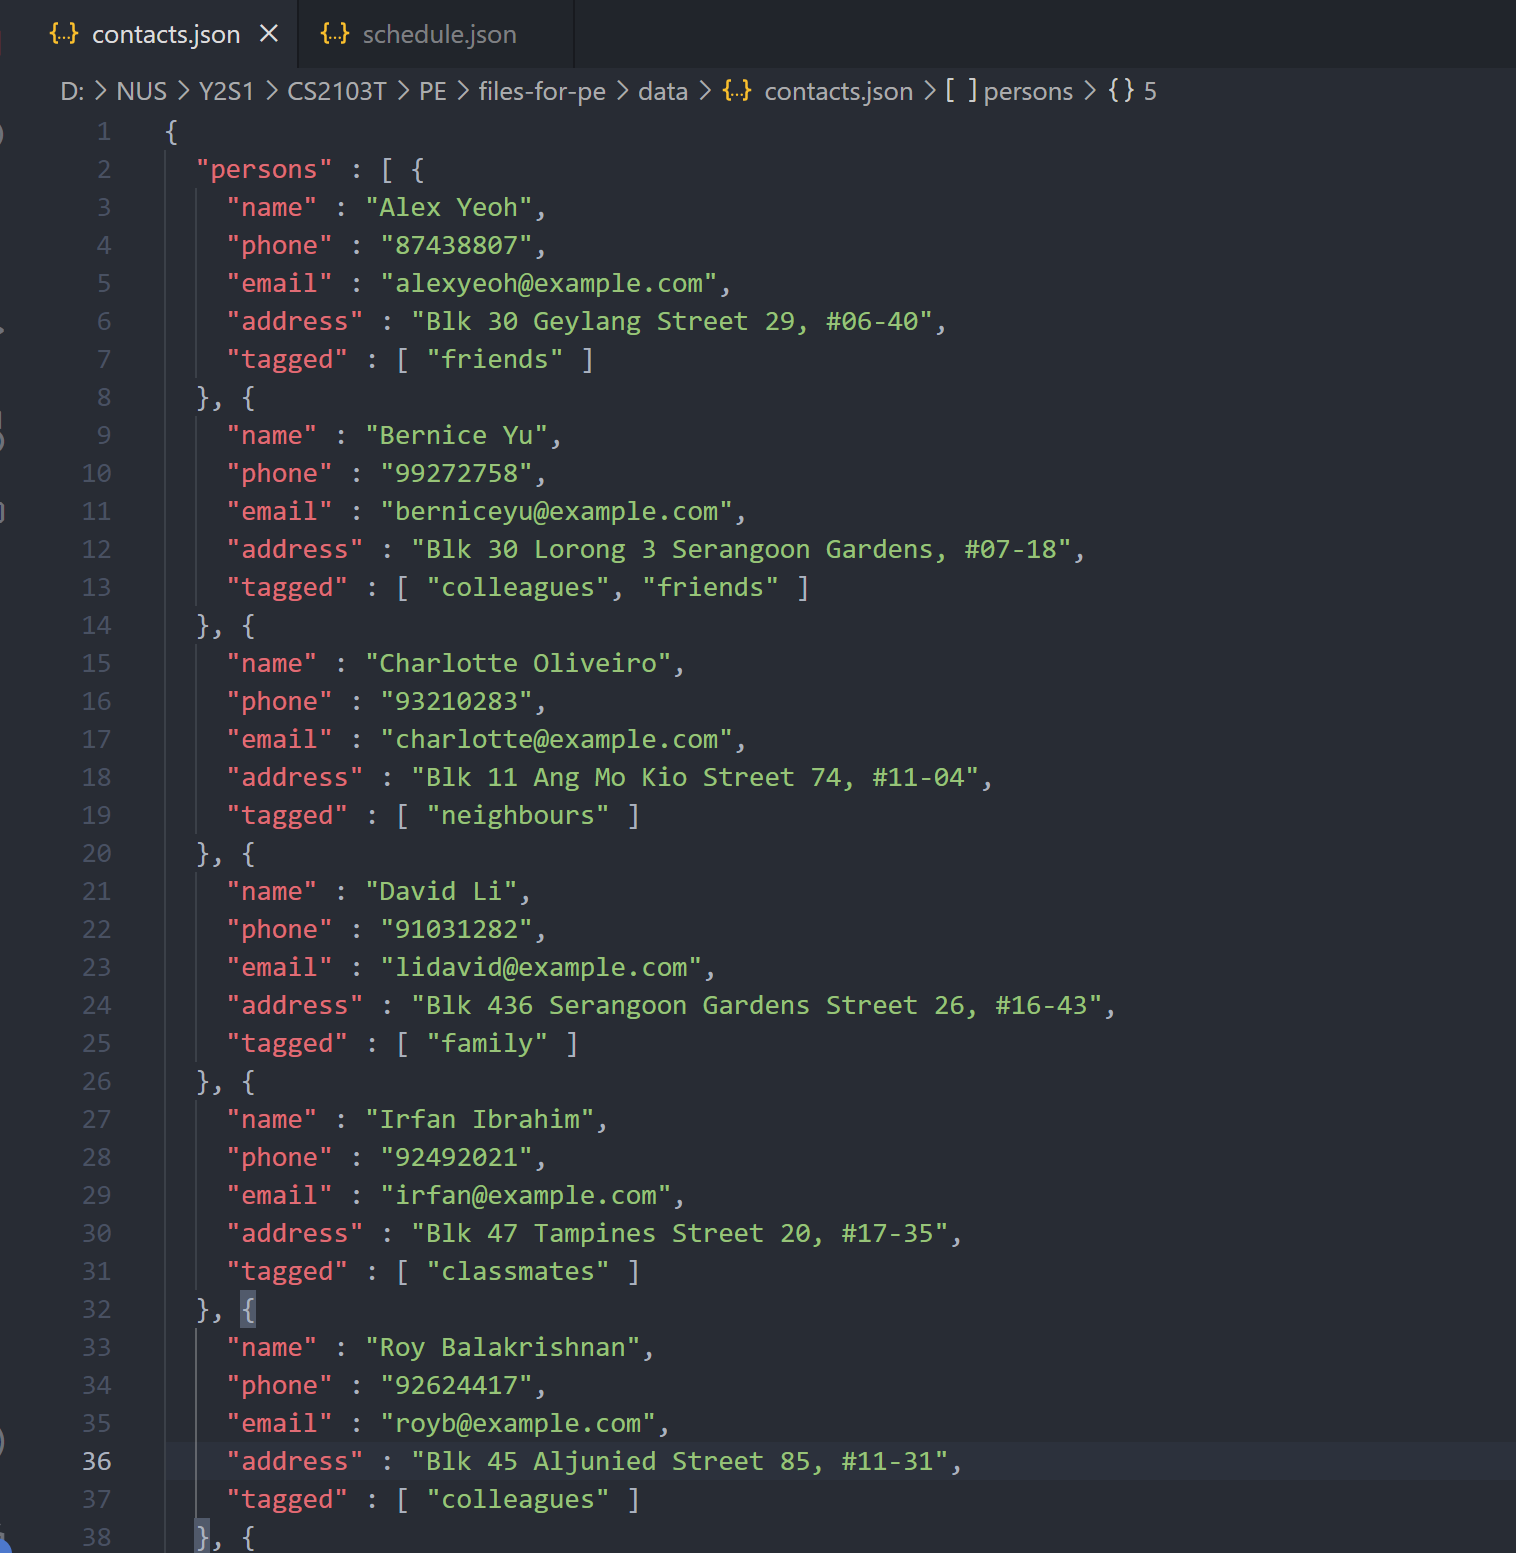 contacts.json × schedule.json
D: > NUS > Y2S1 > CS2103T > PE > files-for-pe > data > {..} contacts.json > [ ] persons > {} 5
1 {
2 "persons" : [ {
3 "name" : "Alex Yeoh",
4 "phone" : "87438807",
5 "email" : "alexyeoh@example.com",
6 "address" : "Blk 30 Geylang Street 29, #06-40",
7 "tagged" : [ "friends" ]
8 }, {
9 "name" : "Bernice Yu",
10 "phone" : "99272758",
11 "email" : "berniceyu@example.com",
12 "address" : "Blk 30 Lorong 3 Serangoon Gardens, #07-18",
13 "tagged" : [ "colleagues", "friends" ]
14 }, {
15 "name" : "Charlotte Oliveiro",
16 "phone" : "93210283",
17 "email" : "charlotte@example.com",
18 "address" : "Blk 11 Ang Mo Kio Street 74, #11-04",
19 "tagged" : [ "neighbours" ]
20 }, {
21 "name" : "David Li",
22 "phone" : "91031282",
23 "email" : "lidavid@example.com",
24 "address" : "Blk 436 Serangoon Gardens Street 26, #16-43",
25 "tagged" : [ "family" ]
26 }, {
27 "name" : "Irfan Ibrahim",
28 "phone" : "92492021",
29 "email" : "irfan@example.com",
30 "address" : "Blk 47 Tampines Street 20, #17-35",
31 "tagged" : [ "classmates" ]
32 }, {
33 "name" : "Roy Balakrishnan",
34 "phone" : "92624417",
35 "email" : "royb@example.com",
36 "address" : "Blk 45 Aljunied Street 85, #11-31",
37 "tagged" : [ "colleagues" ]
38 }, {